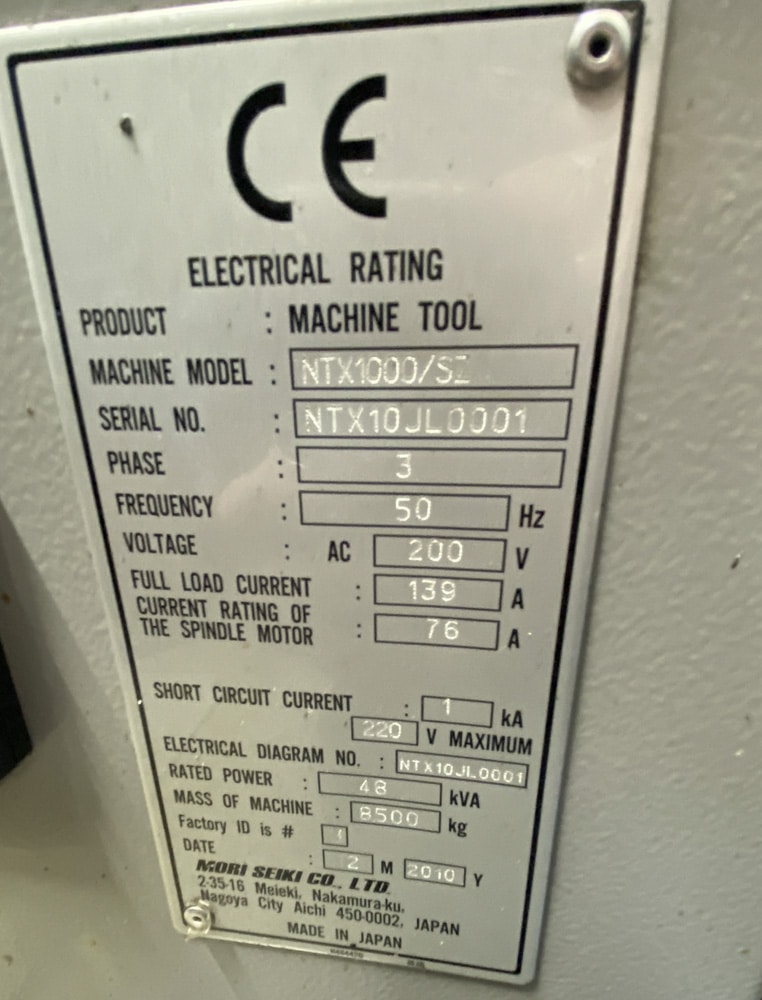 CE
ELECTRICAL RATING
PRODUCT : MACHINE TOOL
MACHINE MODEL : NTX1000/SZ
SERIAL NO. : NTX10JL0001
PHASE : 3
FREQUENCY : 50 Hz
VOLTAGE : AC 200 V
FULL LOAD CURRENT : 139 A
CURRENT RATING OF
THE SPINDLE MOTOR : 76 A
SHORT CIRCUIT CURRENT : 1 kA
220 V MAXIMUM
ELECTRICAL DIAGRAM NO. : NTX10JL0001
RATED POWER : 48 kVA
MASS OF MACHINE : 8500 kg
Factory ID is # 1
DATE : 2 M 2010 Y
MORI SEIKI CO., LTD.
2-35-16 Meieki, Nakamura-ku,
Nagoya City Aichi 450-0002, JAPAN
MADE IN JAPAN